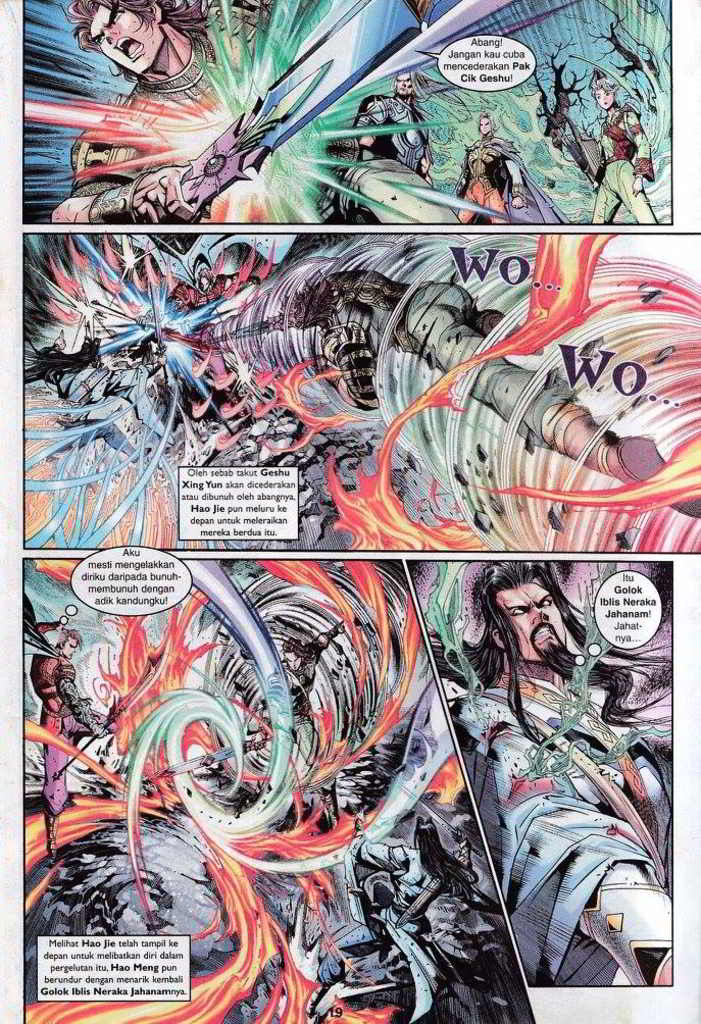 Abang!
Jangan kau cuba
mencederakan Pak
Cik Geshu!
WO...
WO...
Oleh sebab takut Geshu
Xing Yun akan dicederakan
atau dibunuh oleh abangnya,
Hao Jie pun meluru ke
depan untuk meleraikan
mereka berdua itu.
Aku
mesti mengelakkan
diriku daripada bunuh-
membunuh dengan
adik kandungku!
Itu
Golok
Iblis Neraka
Jahanam!
Jahat-
nya...
Melihat Hao Jie telah tampil ke
depan untuk melibatkan diri dalam
pergelutan itu, Hao Meng pun
berundur dengan menarik kembali
Golok Iblis Neraka Jahanamnya.
19